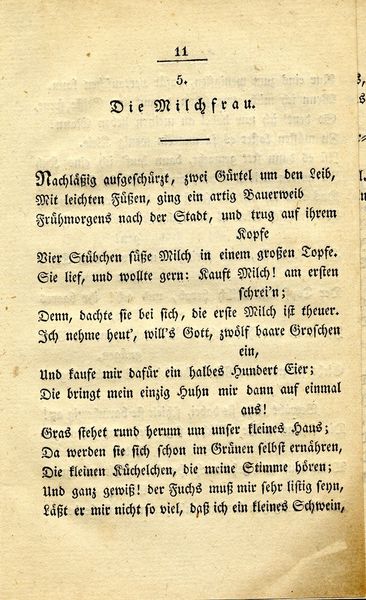 11
5.
Die Milchfrau.
Nachläßig aufgeschürzt, zwei Gürtel um den Leib,
Mit leichten Füßen, ging ein artig Bauerweib
Frühmorgens nach der Stadt, und trug auf ihrem
Kopfe
Vier Stübchen süße Milch in einem großen Topfe.
Sie lief, und wollte gern: Kauft Milch! am ersten
schrei'n;
Denn, dachte sie bei sich, die erste Milch ist theuer.
Ich nehme heut', will's Gott, zwölf baare Groschen
ein,
Und kaufe mir dafür ein halbes Hundert Eier;
Die bringt mein einzig Huhn mir dann auf einmal
aus!
Gras stehet rund herum um unser kleines Haus;
Da werden sie sich schon im Grünen selbst ernähren,
Die kleinen Küchelchen, die meine Stimme hören;
Und ganz gewiß! der Fuchs muß mir sehr listig seyn,
Läßt er mir nicht so viel, daß ich ein kleines Schwein,